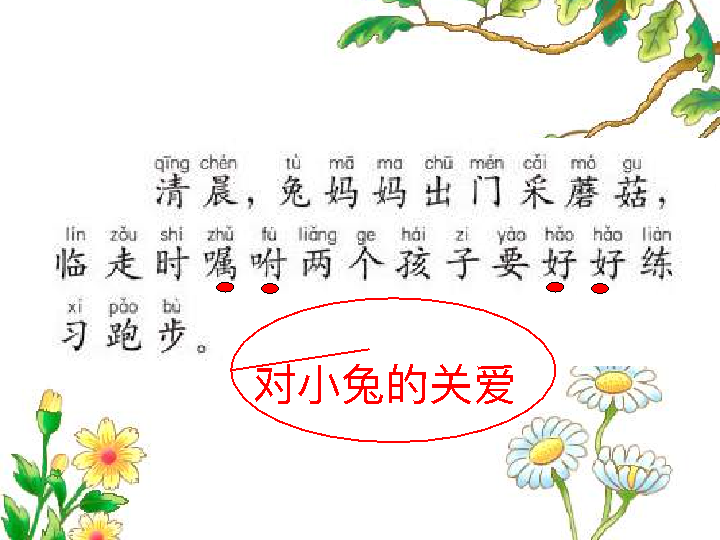 qīng chén tù mā ma chū mén cǎi mó gu
清晨，兔妈妈出门采蘑菇，
lín zǒu shí zhǔ fù liǎng ge hái zi yào hǎo hǎo liàn
临走时嘱咐两个孩子要好好练
xí pǎo bù
习跑步。
对小兔的关爱